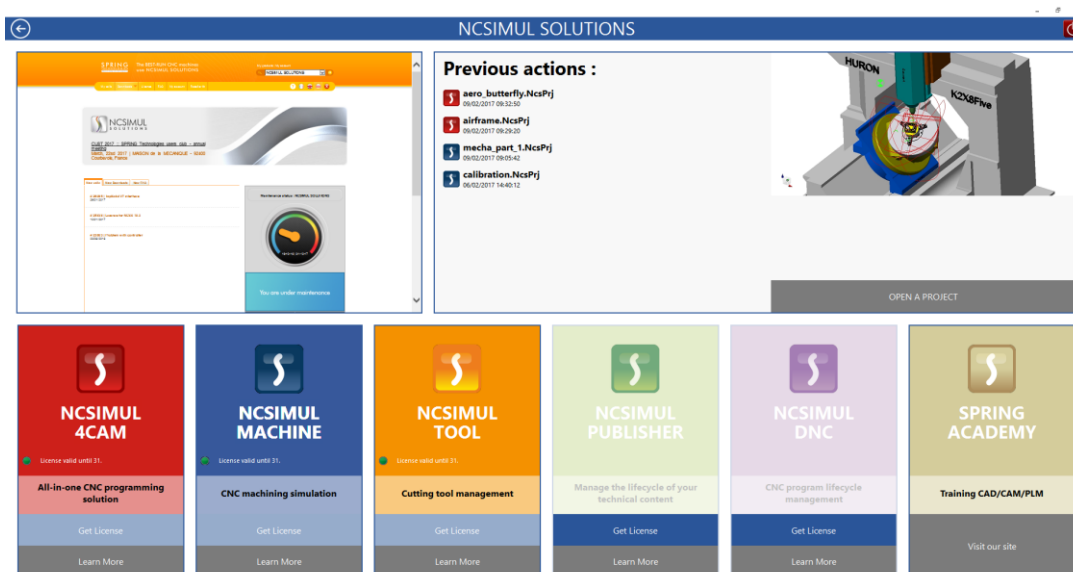 NCSIMUL SOLUTIONS
SPRING
NCSIMUL SOLUTIONS
NCSIMUL
SOLUTIONS
You are under maintenance
Previous actions :
aero_butterfly.NcsPrj
09/02/2017 09:32:50
airframe.NcsPrj
09/02/2017 09:29:20
mecha_part_1.NcsPrj
09/02/2017 09:05:42
calibration.NcsPrj
06/02/2017 14:40:12
HURON
K2X8Five
OPEN A PROJECT
NCSIMUL
4CAM
License valid until 31.
All-in-one CNC programming
solution
Get License
Learn More
NCSIMUL
MACHINE
License valid until 31.
CNC machining simulation
Get License
Learn More
NCSIMUL
TOOL
License valid until 31.
Cutting tool management
Get License
Learn More
NCSIMUL
PUBLISHER
Manage the lifecycle of your
technical content
Get License
Learn More
NCSIMUL
DNC
CNC program lifecycle
management
Get License
Learn More
SPRING
ACADEMY
Training CAD/CAM/PLM
Visit our site